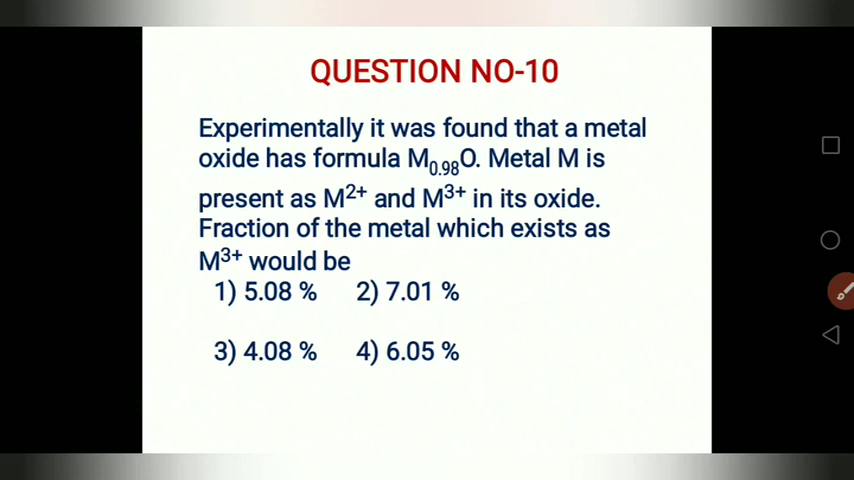 QUESTION NO-10
Experimentally it was found that a metal
oxide has formula M₀.₉₈O. Metal M is
present as M²⁺ and M³⁺ in its oxide.
Fraction of the metal which exists as
M³⁺ would be
1) 5.08 % 2) 7.01 %
3) 4.08 % 4) 6.05 %